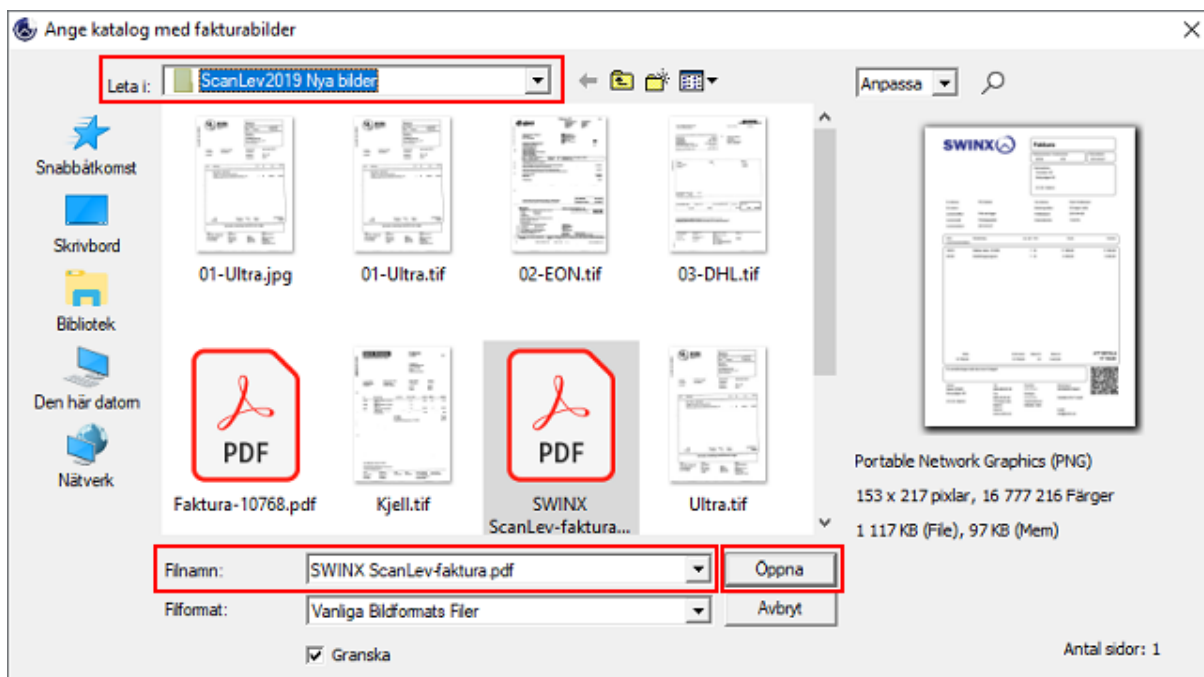 Ange katalog med fakturabilder
Leta i: ScanLev2019 Nya bilder
Anpassa
Snabbåtkomst
Skrivbord
Bibliotek
Den här datorn
Nätverk
01-Ultra.jpg
01-Ultra.tif
02-EON.tif
03-DHL.tif
PDF
Faktura-10768.pdf
Kjell.tif
PDF
SWINX
ScanLev-faktura...
Ultra.tif
SWINX
Faktura
Portable Network Graphics (PNG)
153 x 217 pixlar, 16 777 216 Färger
1 117 KB (File), 97 KB (Mem)
Filnamn: SWINX ScanLev-faktura.pdf Öppna
Filformat: Vanliga Bildformats Filer Avbryt
Granska
Antal sidor: 1